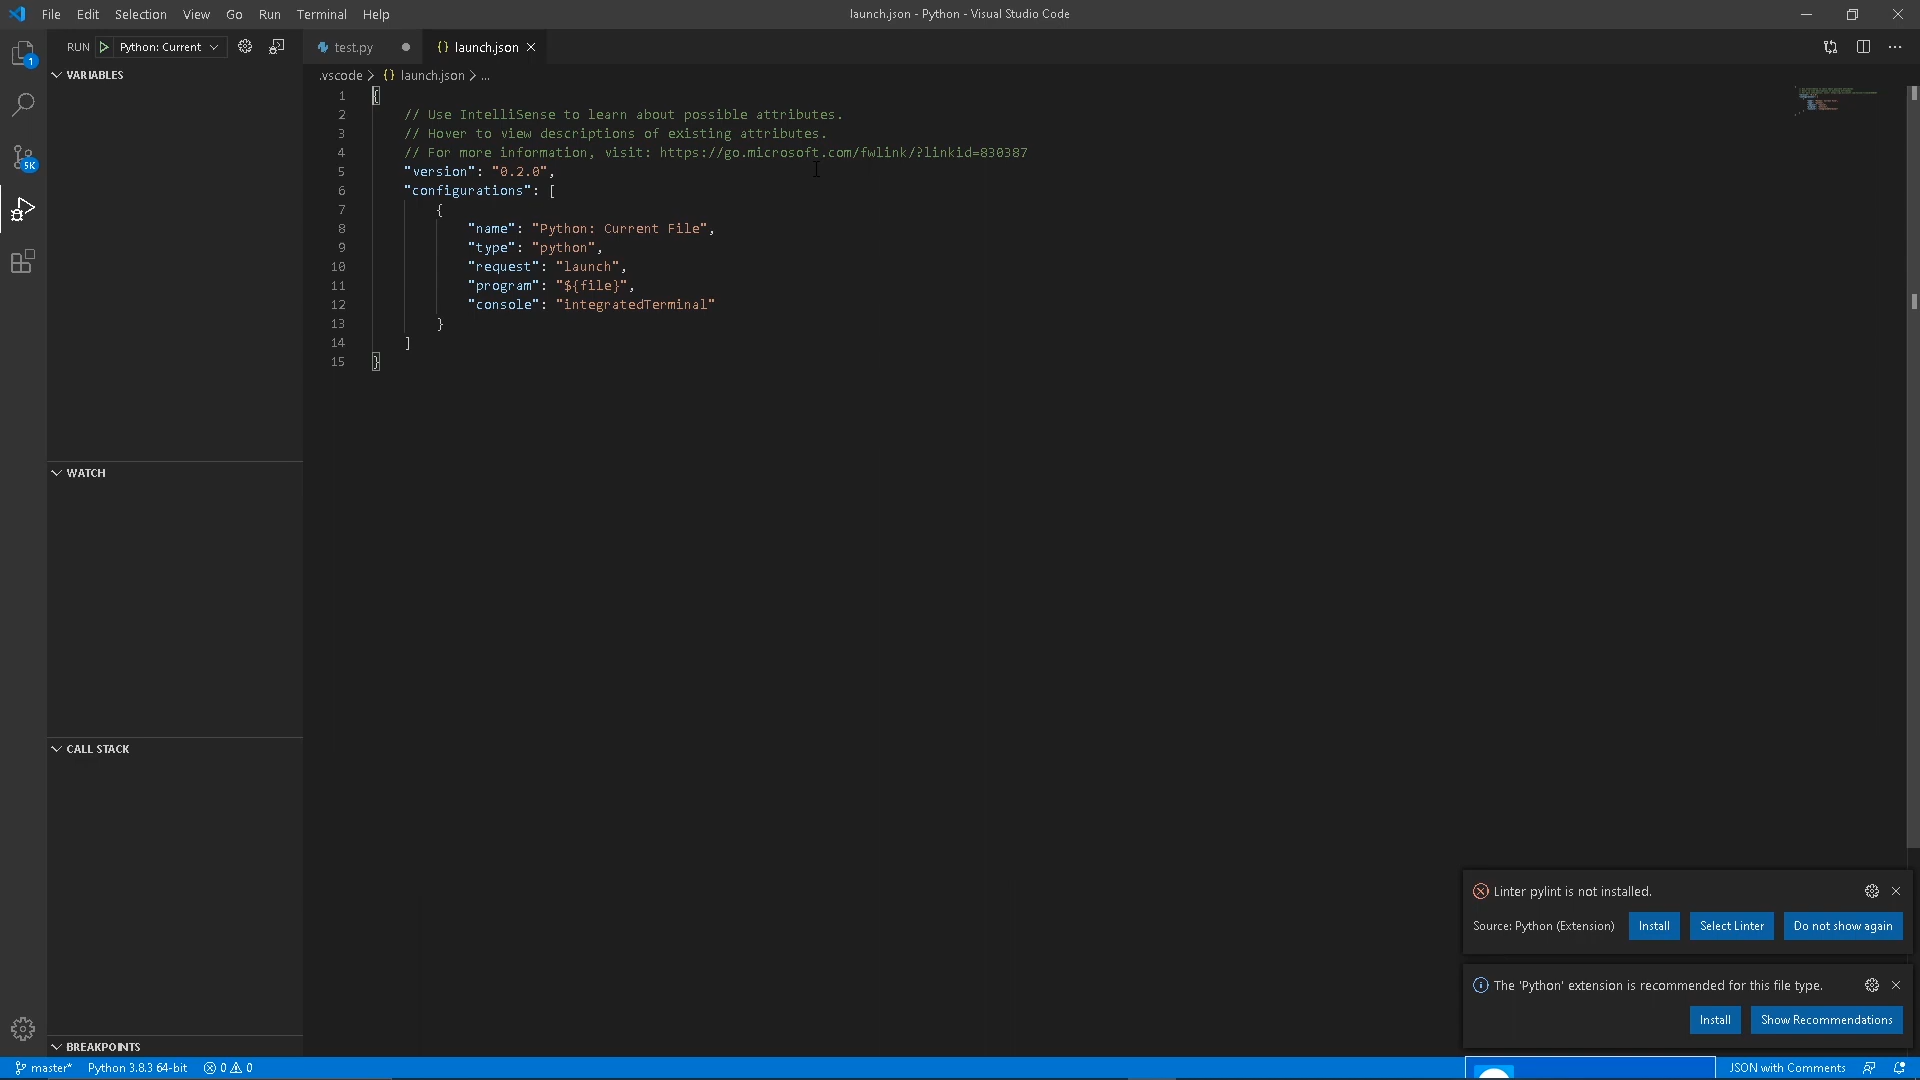 File Edit Selection View Go Run Terminal Help
launch.json - Python - Visual Studio Code
RUN Python: Current
test.py
{} launch.json
.vscode > {} launch.json > ...
VARIABLES
1 {
2 // Use IntelliSense to learn about possible attributes.
3 // Hover to view descriptions of existing attributes.
4 // For more information, visit: https://go.microsoft.com/fwlink/?linkid=830387
5 "version": "0.2.0",
6 "configurations": [
7 {
8 "name": "Python: Current File",
9 "type": "python",
10 "request": "launch",
11 "program": "${file}",
12 "console": "integratedTerminal"
13 }
14 ]
15 }
1
5K
WATCH
CALL STACK
BREAKPOINTS
Linter pylint is not installed.
Source: Python (Extension) Install Select Linter Do not show again
The 'Python' extension is recommended for this file type.
Install Show Recommendations
master* Python 3.8.3 64-bit 0 0
JSON with Comments